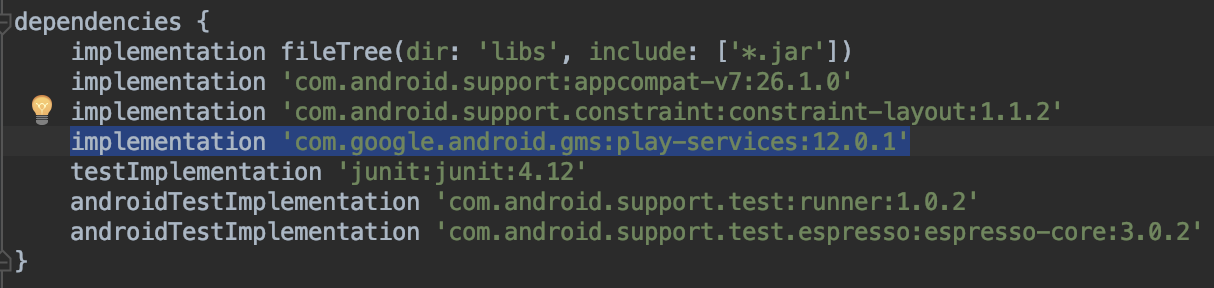 dependencies {
    implementation fileTree(dir: 'libs', include: ['*.jar'])
    implementation 'com.android.support:appcompat-v7:26.1.0'
    implementation 'com.android.support.constraint:constraint-layout:1.1.2'
    implementation 'com.google.android.gms:play-services:12.0.1'
    testImplementation 'junit:junit:4.12'
    androidTestImplementation 'com.android.support.test:runner:1.0.2'
    androidTestImplementation 'com.android.support.test.espresso:espresso-core:3.0.2'
}